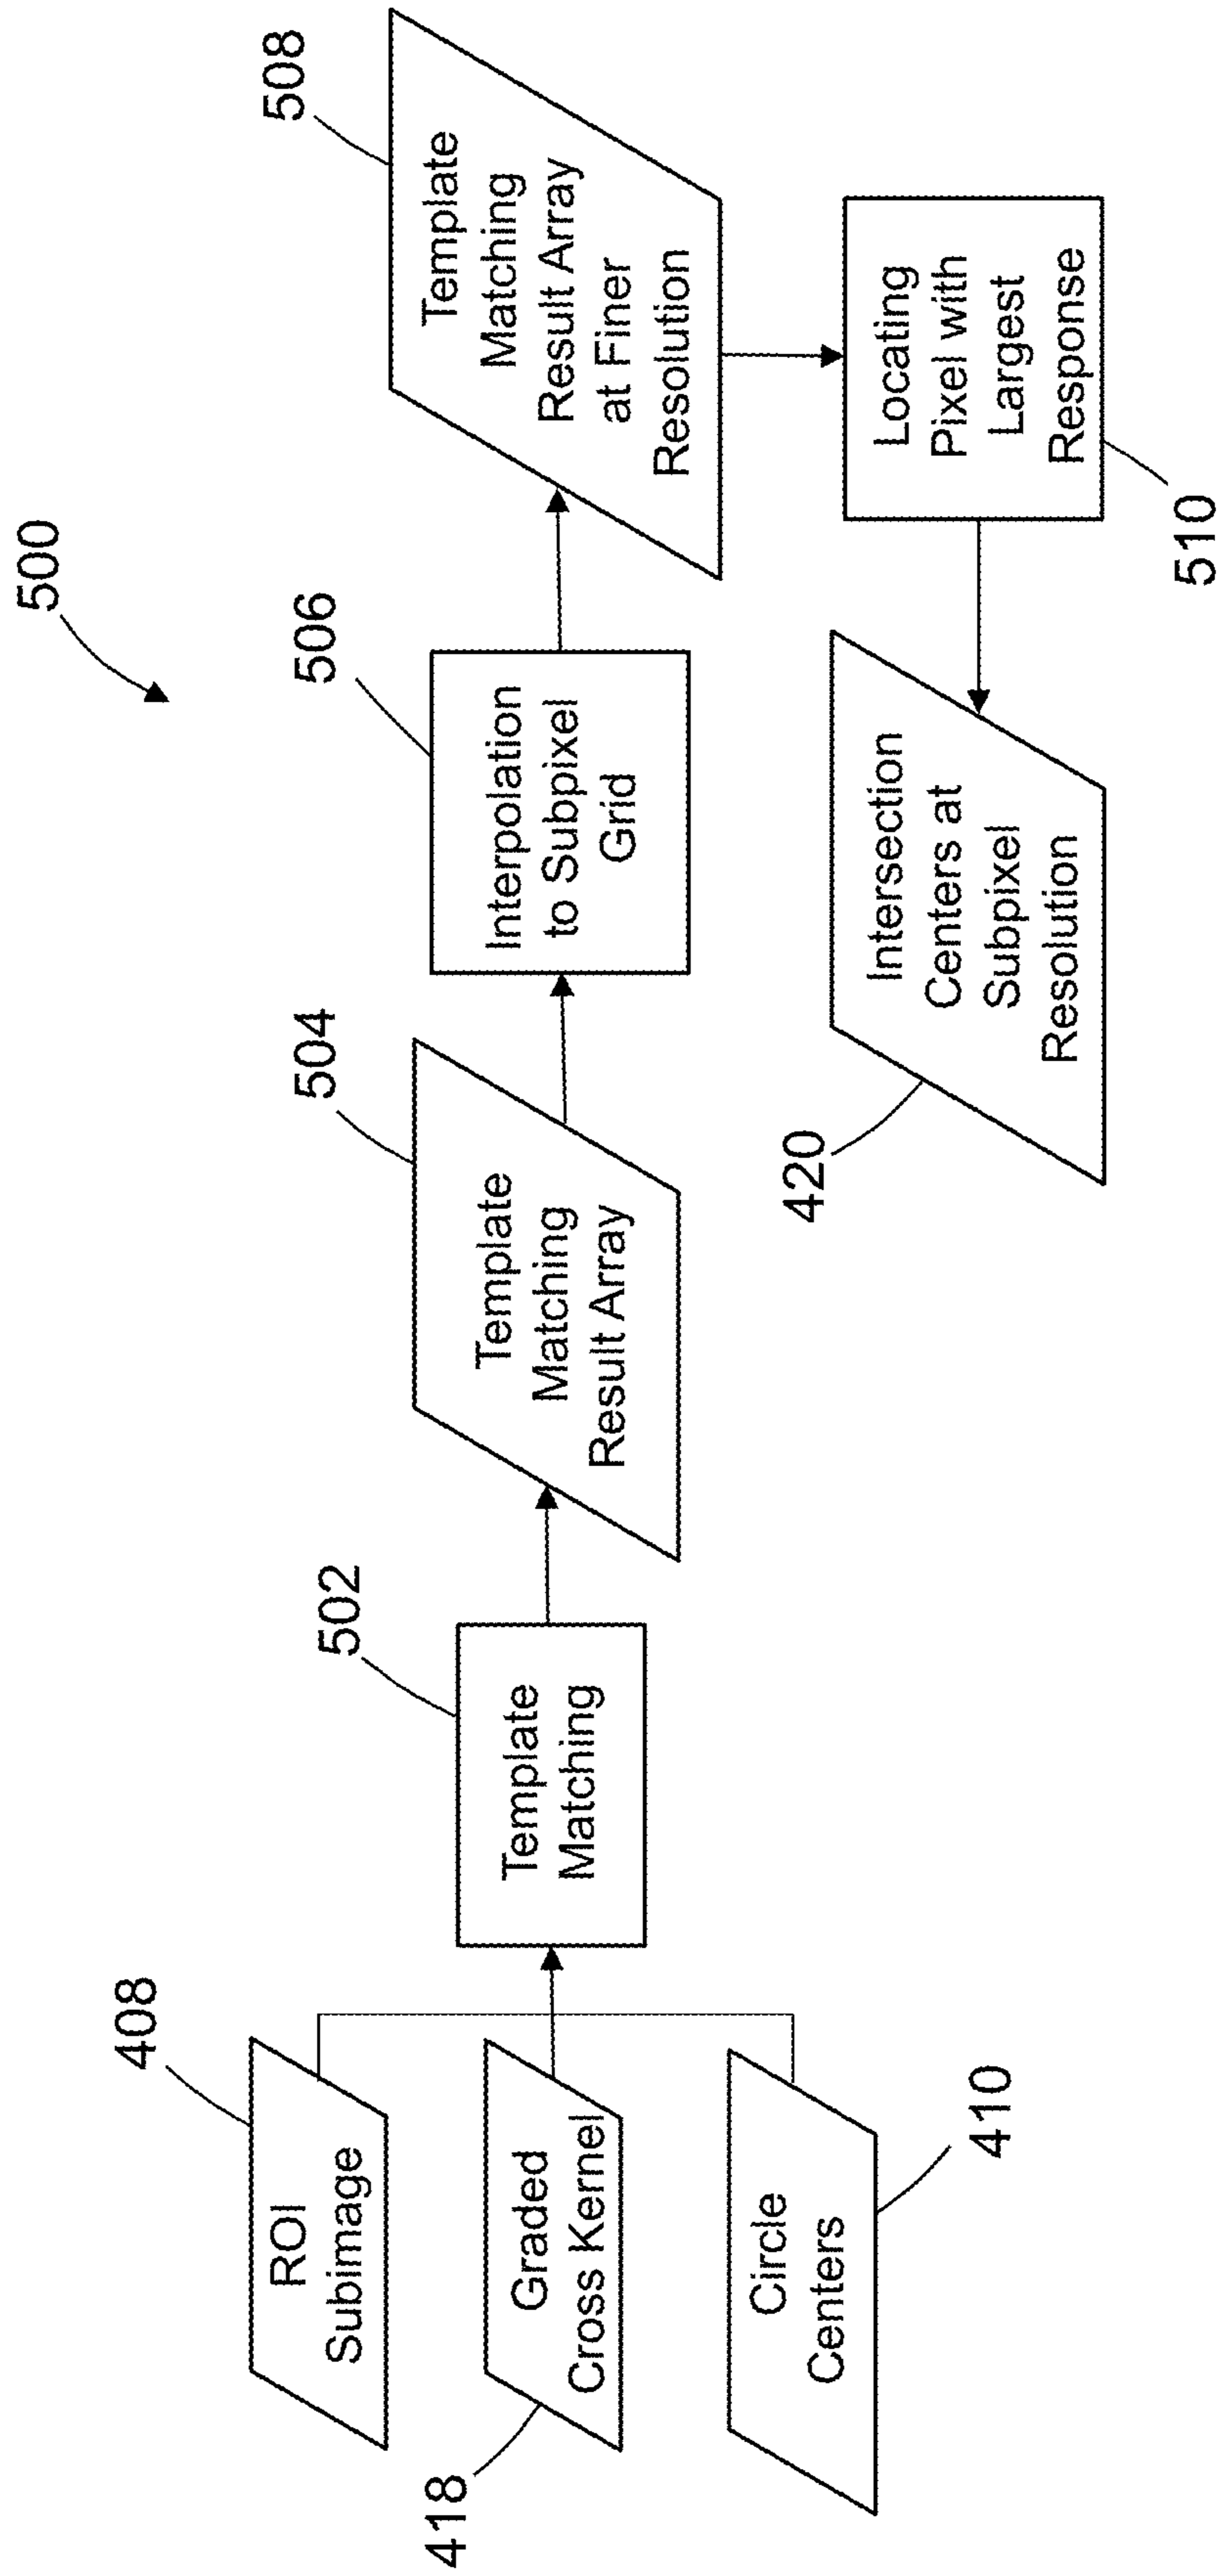 500
408
ROI
Subimage
418
Graded
Cross Kernel
Circle
Centers
410
502
Template
Matching
504
Template
Matching
Result Array
506
Interpolation
to Subpixel
Grid
508
Template
Matching
Result Array
at Finer
Resolution
Locating
Pixel with
Largest
Response
510
420
Intersection
Centers at
Subpixel
Resolution